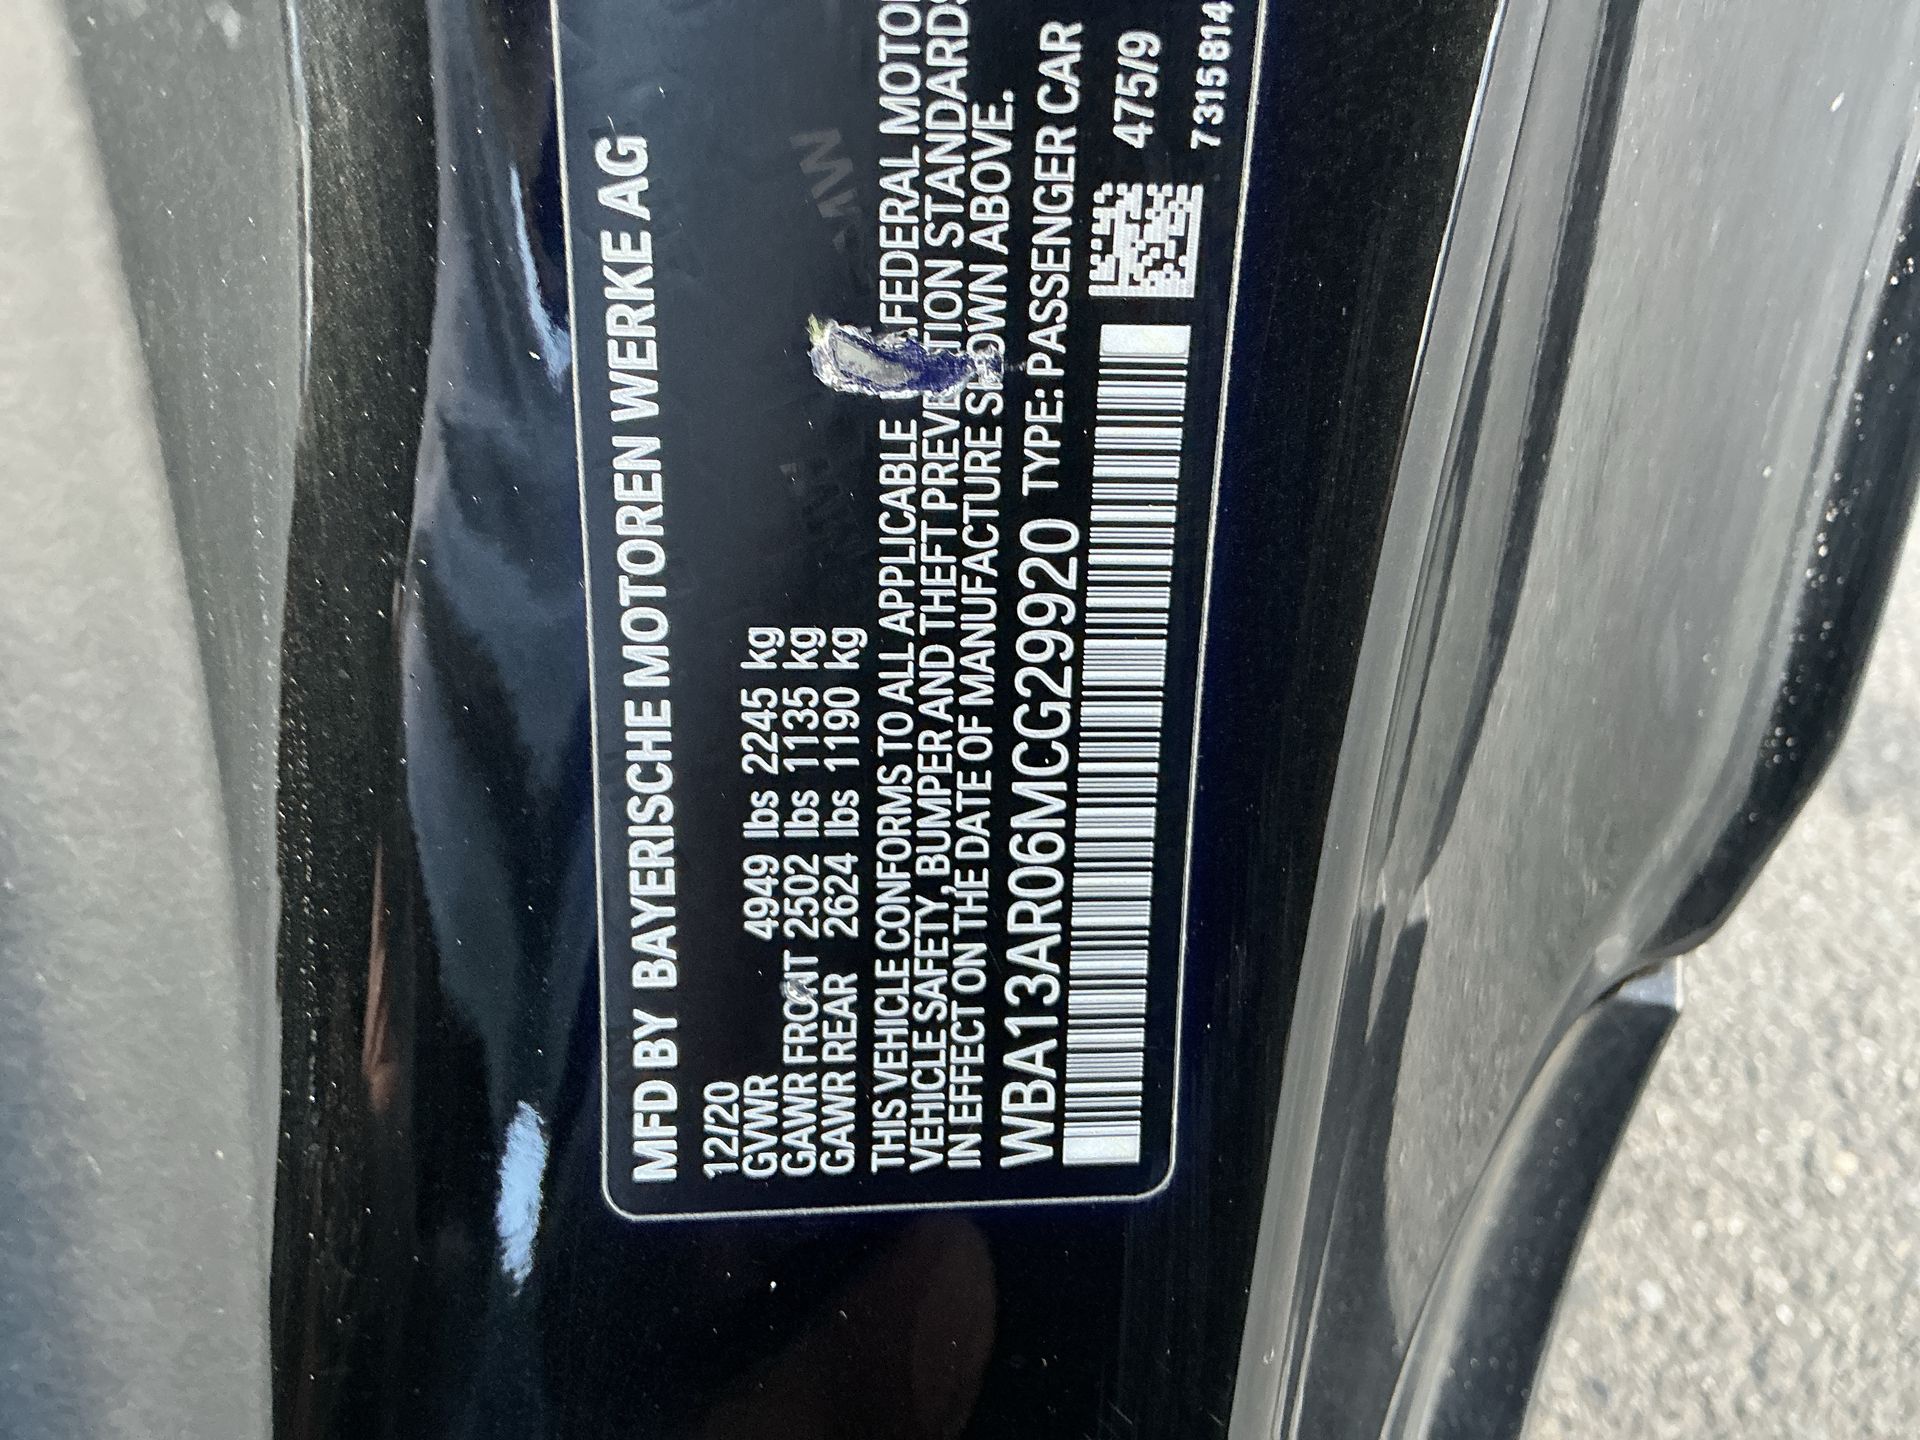 MFD BY BAYERISCHE MOTOREN WERKE AG
12/20
GVWR 4949 lbs 2245 kg
GAWR FRONT 2502 lbs 1135 kg
GAWR REAR 2624 lbs 1190 kg
THIS VEHICLE CONFORMS TO ALL APPLICABLE FEDERAL MOTOR
VEHICLE SAFETY, BUMPER AND THEFT PREVENTION STANDARDS
IN EFFECT ON THE DATE OF MANUFACTURE SHOWN ABOVE.
WBA13AR06MCG29920 TYPE: PASSENGER CAR
475/9
7315814